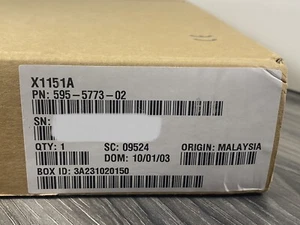 X1151A
PN: 595-5773-02
SN:
QTY: 1 SC: 09524 ORIGIN: MALAYSIA
DOM: 10/01/03
BOX ID: 3A231020150